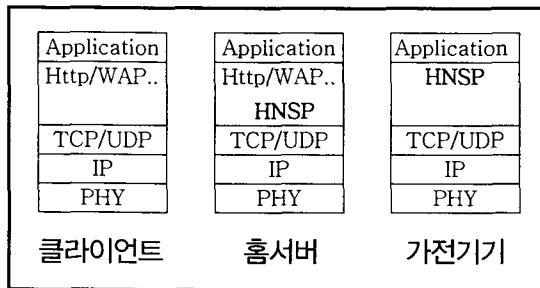 Application
Http/WAP..
TCP/UDP
IP
PHY
클라이언트
Application
Http/WAP..
HNSP
TCP/UDP
IP
PHY
홈서버
Application
HNSP
TCP/UDP
IP
PHY
가전기기